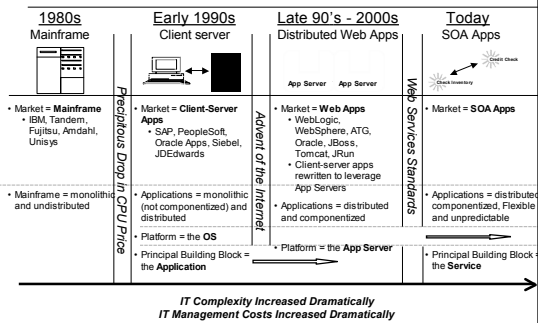 1980s
Mainframe
Early 1990s
Client server
Late 90's - 2000s
Distributed Web Apps
Today
SOA Apps
App Server App Server
Credit Check
Check Inventory
Precipitous Drop in CPU Price
Advent of the Internet
Web Services Standards
• Market = Mainframe
• IBM, Tandem,
Fujitsu, Amdahl,
Unisys
• Market = Client-Server
Apps
• SAP, PeopleSoft,
Oracle Apps, Siebel,
JDEdwards
• Market = Web Apps
• WebLogic,
WebSphere, ATG,
Oracle, JBoss,
Tomcat, JRun
• Client-server apps
rewritten to leverage
App Servers
• Market = SOA Apps
• Mainframe = monolithic
and undistributed
• Applications = monolithic
(not componentized) and
distributed
• Applications = distributed
and componentized
• Applications = distributed
componentized, Flexible
and unpredictable
• Platform = the OS
• Platform = the App Server
• Principal Building Block =
the Application
• Principal Building Block =
the Service
IT Complexity Increased Dramatically
IT Management Costs Increased Dramatically